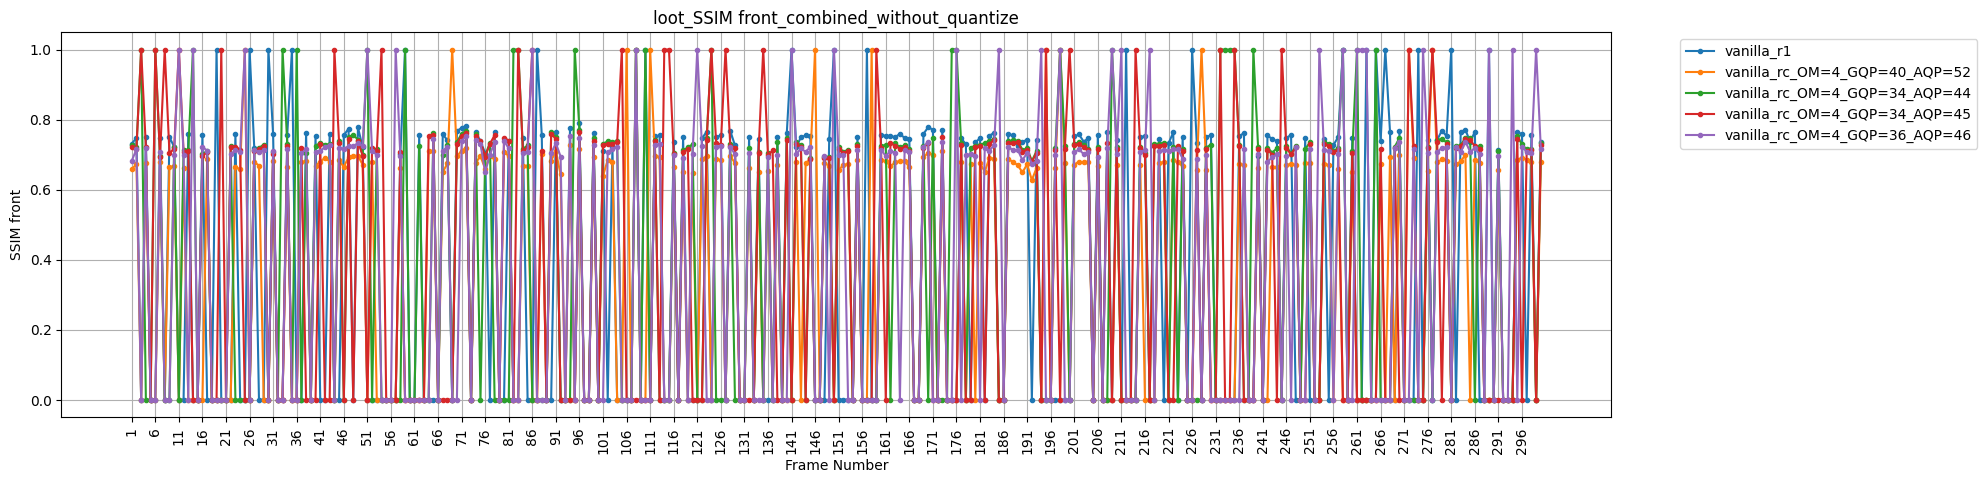 loot_SSIM front_combined_without_quantize
SSIM front
1.0
0.8
0.6
0.4
0.2
0.0
1 6 11 16 21 26 31 36 41 46 51 56 61 66 71 76 81 86 91 96 101 106 111 116 121 126 131 136 141 146 151 156 161 166 171 176 181 186 191 196 201 206 211 216 221 226 231 236 241 246 251 256 261 266 271 276 281 286 291 296
Frame Number
vanilla_r1
vanilla_rc_OM=4_GQP=40_AQP=52
vanilla_rc_OM=4_GQP=34_AQP=44
vanilla_rc_OM=4_GQP=34_AQP=45
vanilla_rc_OM=4_GQP=36_AQP=46